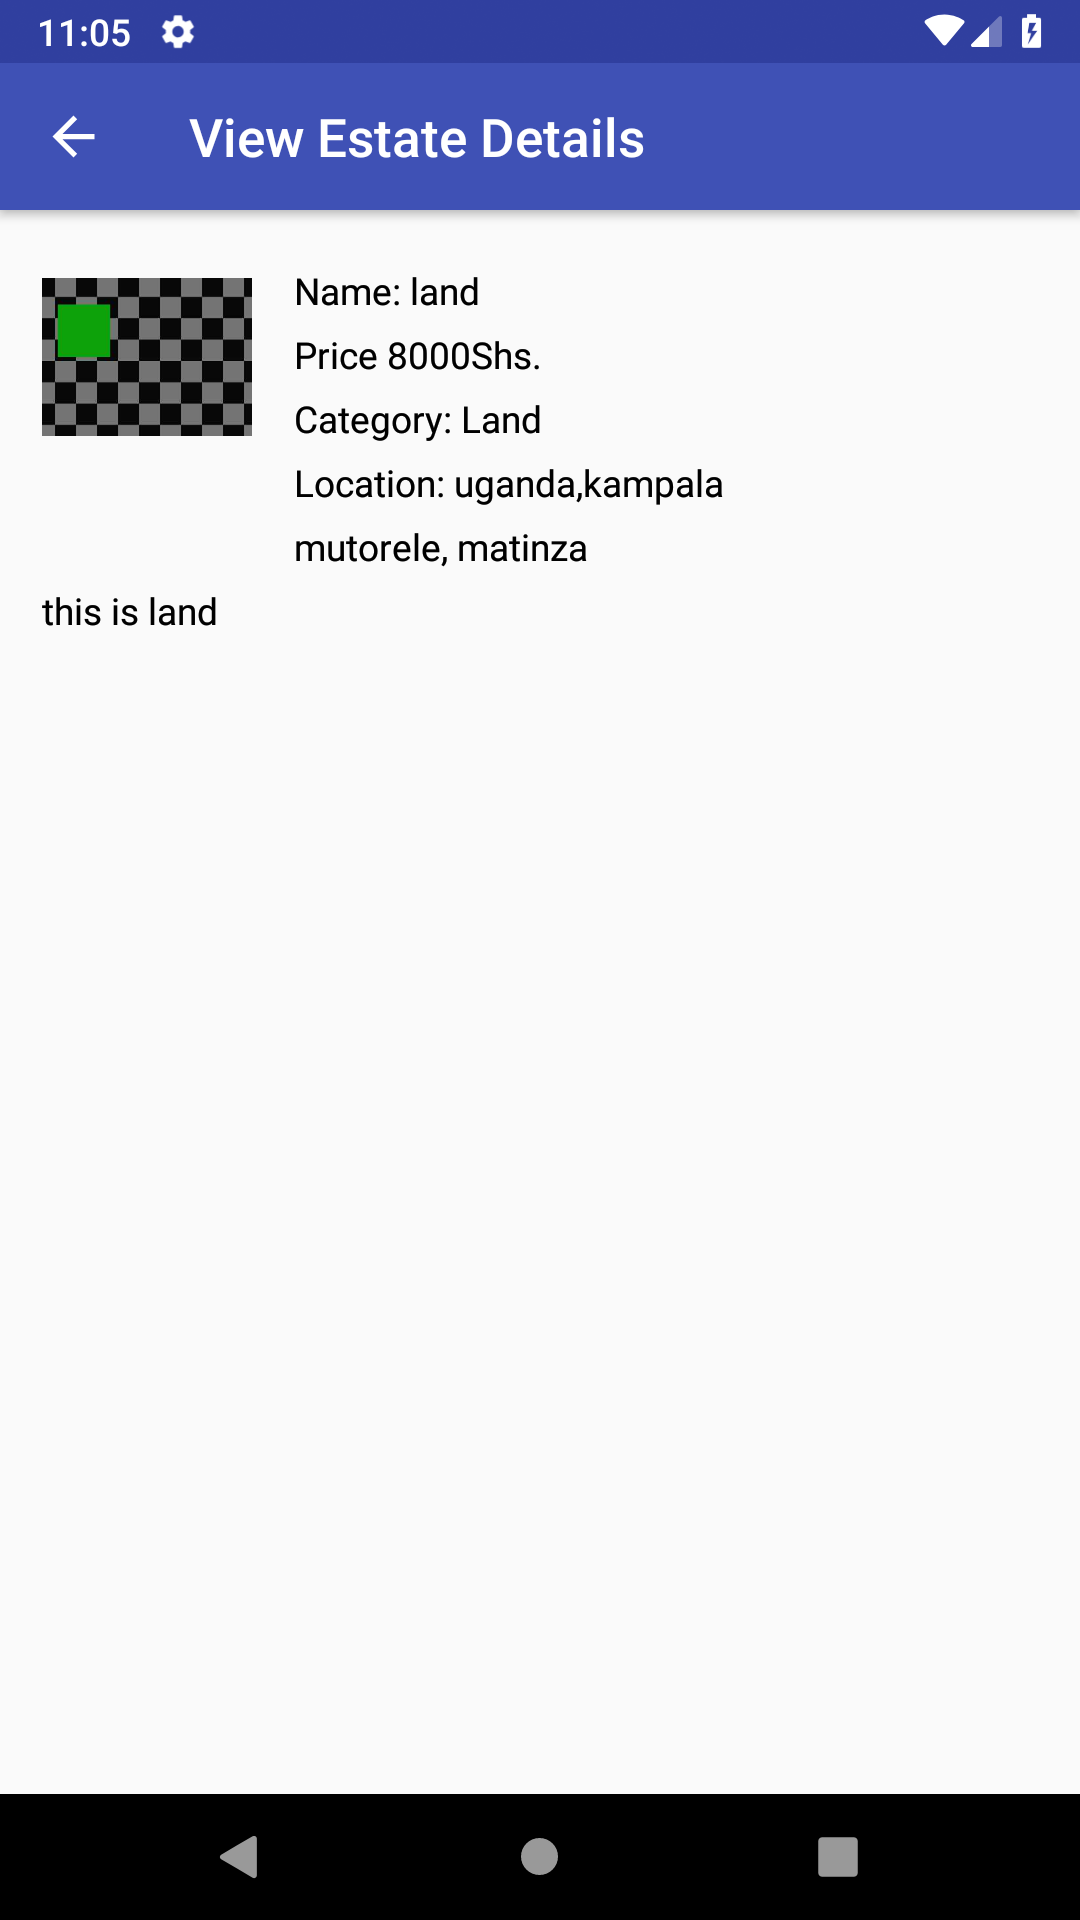 11:05
View Estate Details
Name: land
Price 8000Shs.
Category: Land
Location: uganda,kampala
mutorele, matinza
this is land